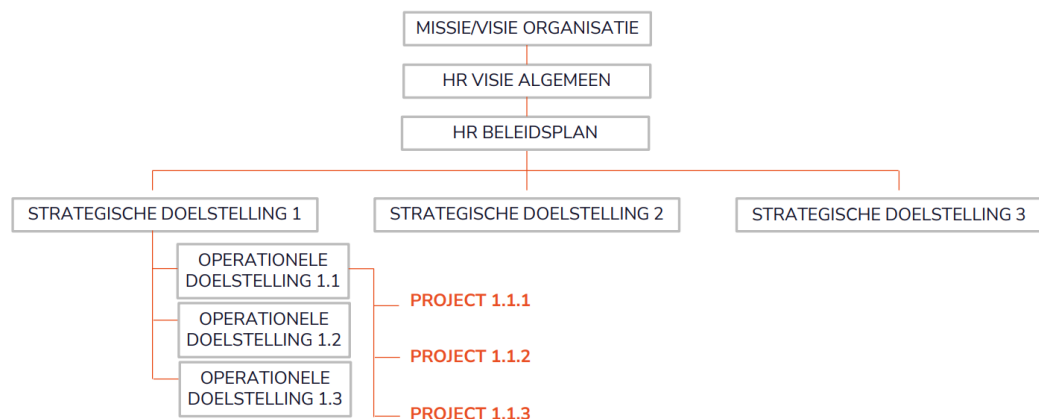 MISSIE/VISIE ORGANISATIE
HR VISIE ALGEMEEN
HR BELEIDSPLAN
STRATEGISCHE DOELSTELLING 1
STRATEGISCHE DOELSTELLING 2
STRATEGISCHE DOELSTELLING 3
OPERATIONELE
DOELSTELLING 1.1
OPERATIONELE
DOELSTELLING 1.2
OPERATIONELE
DOELSTELLING 1.3
PROJECT 1.1.1
PROJECT 1.1.2
PROJECT 1.1.3